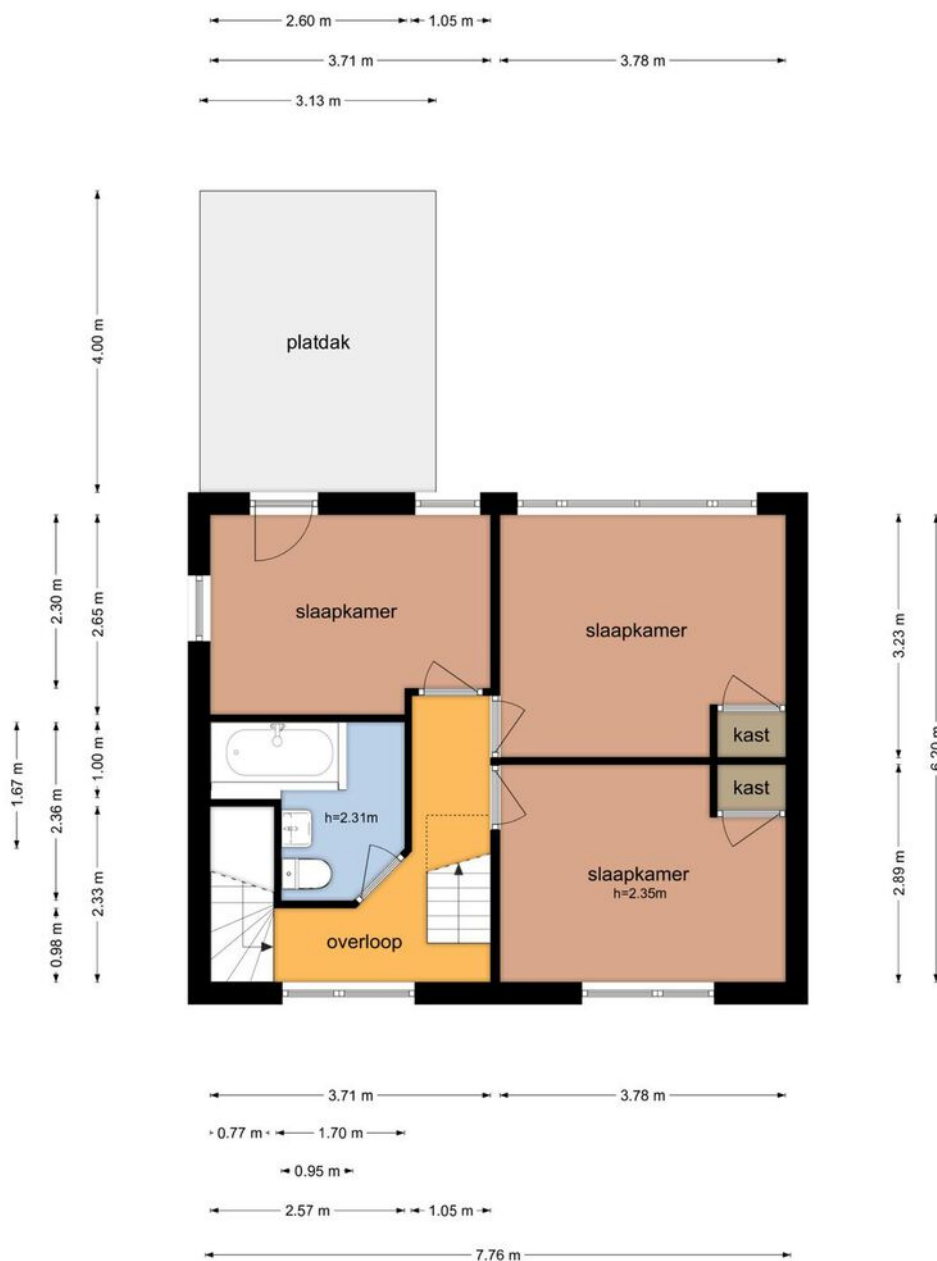 2.60 m 1.05 m
3.71 m 3.78 m
3.13 m
4.00 m
platdak
2.30 m
2.65 m
slaapkamer
slaapkamer
3.23 m
6.20 m
kast
kast
1.67 m
2.36 m
1.00 m
h=2.31m
slaapkamer
h=2.35m
2.89 m
2.33 m
0.98 m
overloop
3.71 m 3.78 m
0.77 m 1.70 m
0.95 m
2.57 m 1.05 m
7.76 m